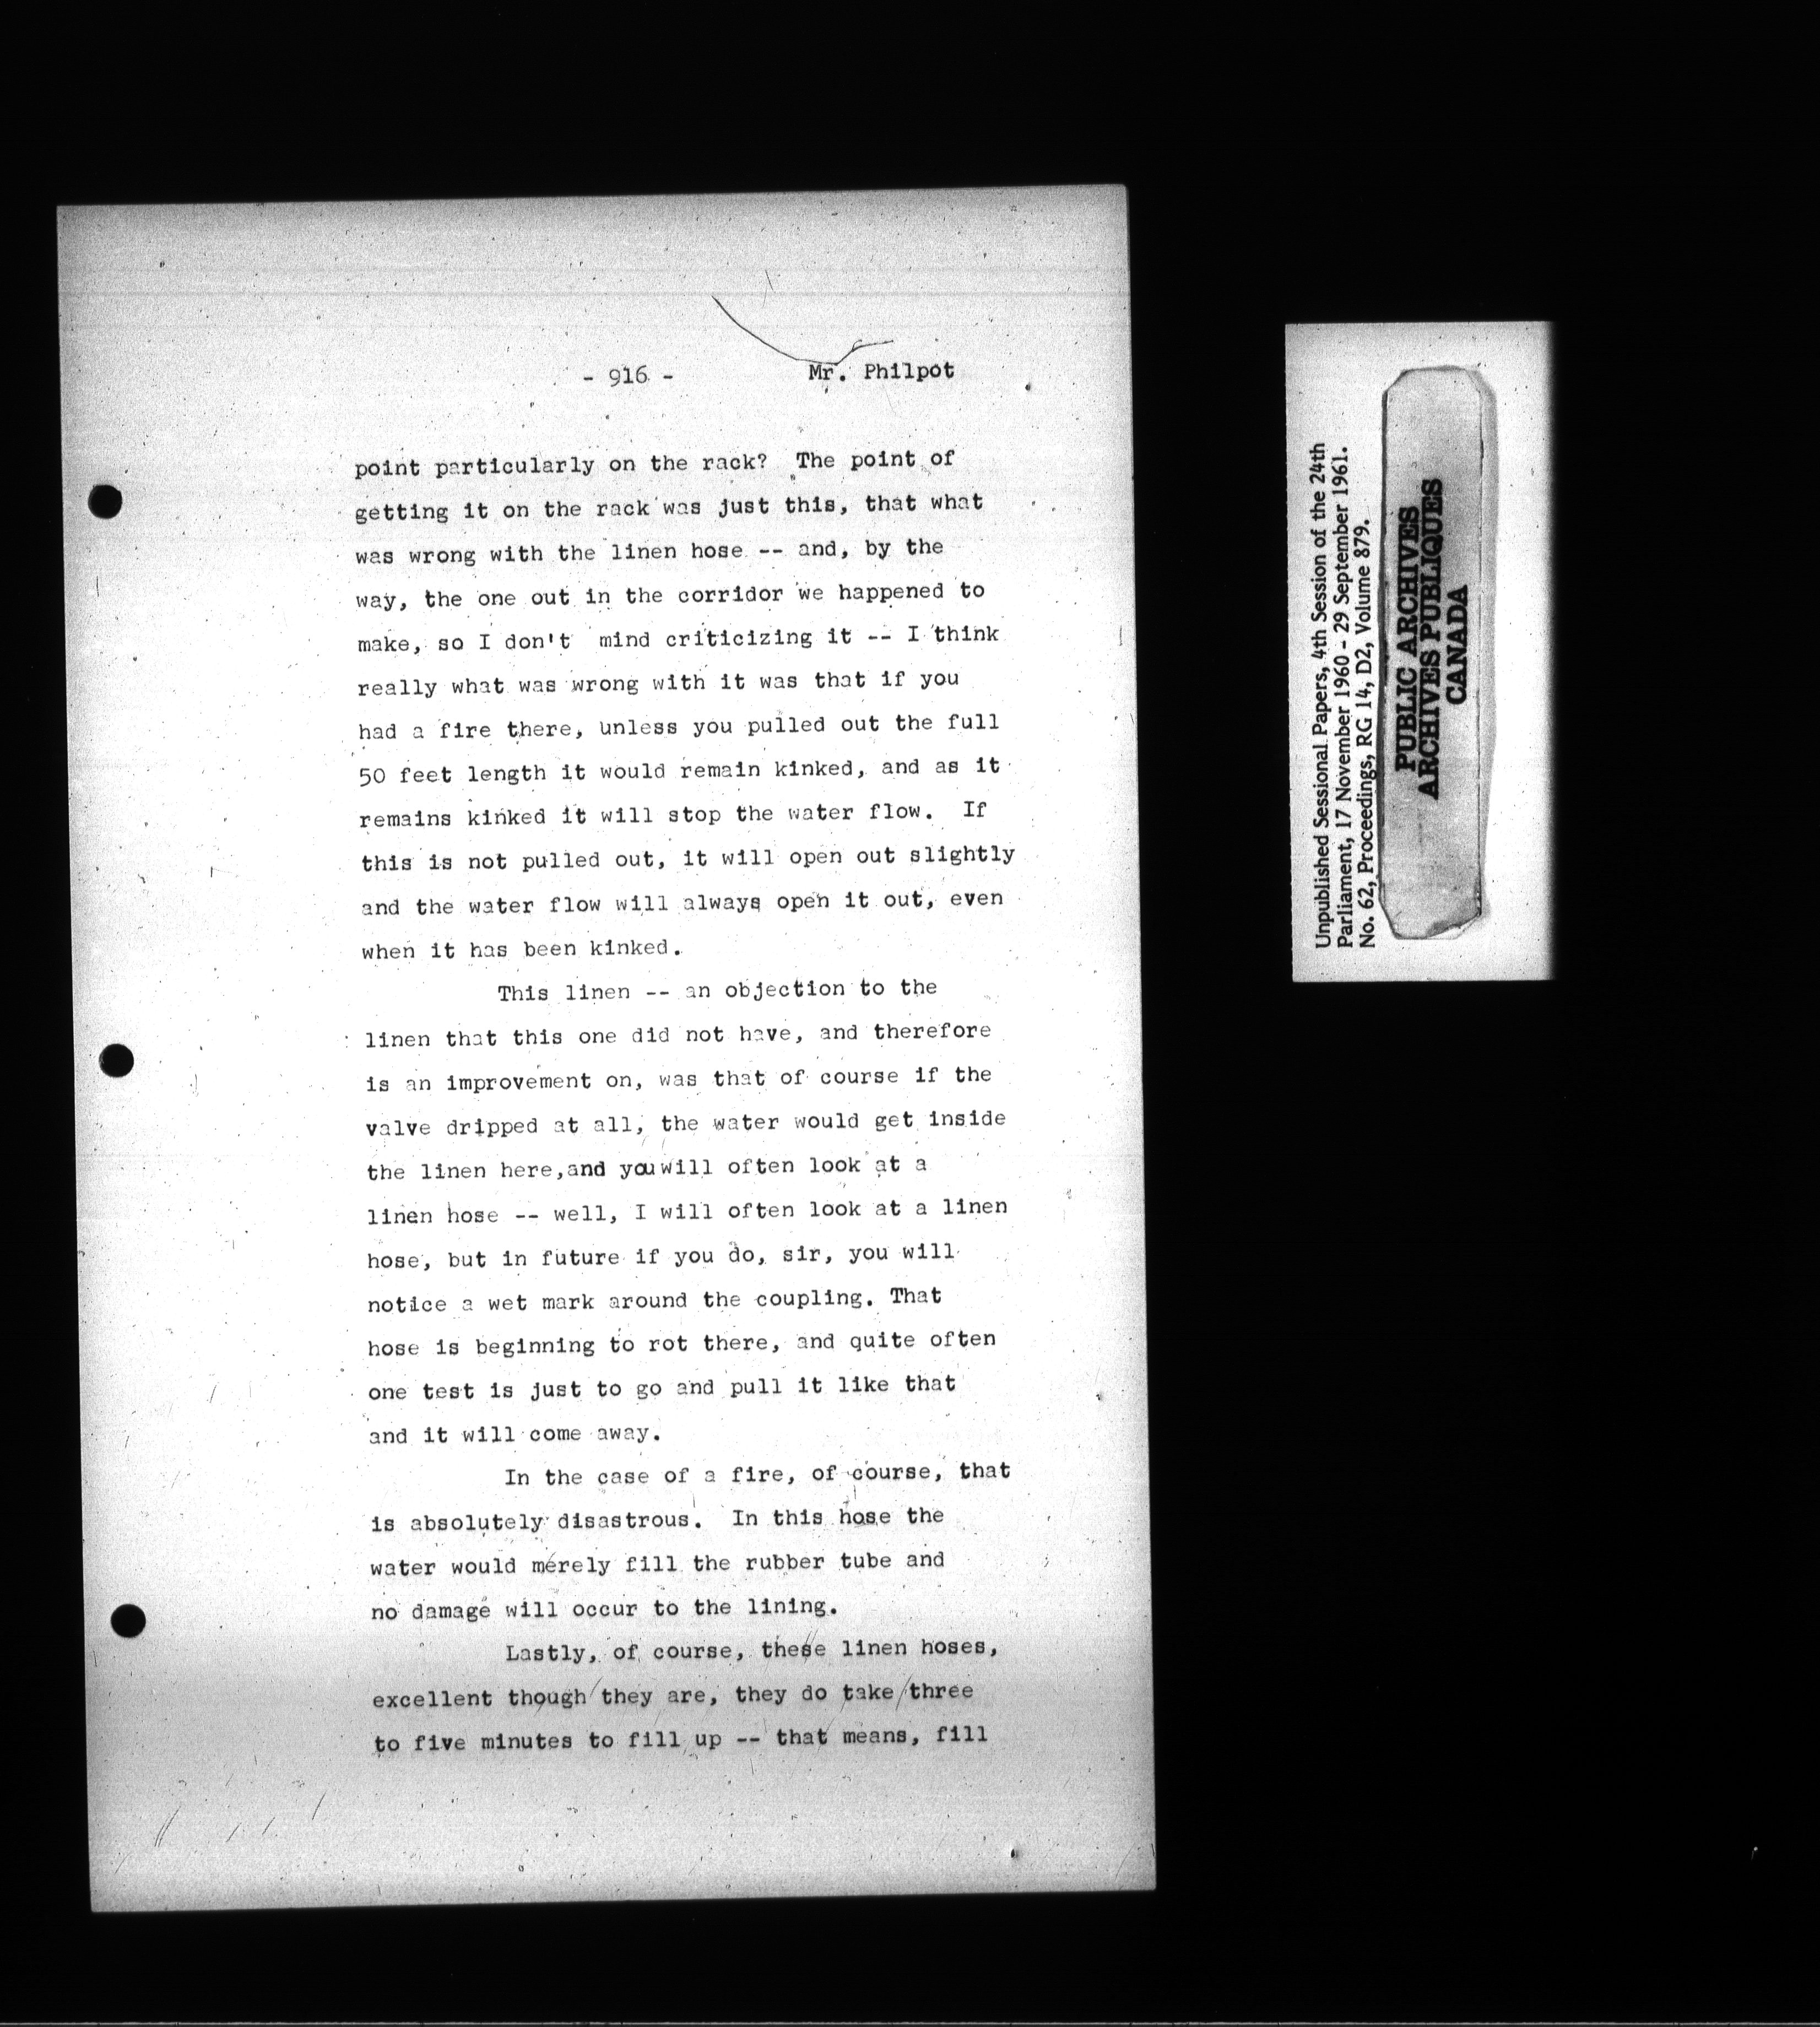 - 916 - Mr. Philpot
point particularly on the rack? The point of
getting it on the rack was just this, that what
was wrong with the linen hose -- and, by the
way, the one out in the corridor we happened to
make, so I don't mind criticizing it -- I think
really what was wrong with it was that if you
had a fire there, unless you pulled out the full
50 feet length it would remain kinked, and as it
remains kinked it will stop the water flow. If
this is not pulled out, it will open out slightly
and the water flow will always open it out, even
when it has been kinked.
This linen -- an objection to the
linen that this one did not have, and therefore
is an improvement on, was that of course if the
valve dripped at all, the water would get inside
the linen here,and you will often look at a
linen hose -- well, I will often look at a linen
hose, but in future if you do, sir, you will
notice a wet mark around the coupling. That
hose is beginning to rot there, and quite often
one test is just to go and pull it like that
and it will come away.
In the case of a fire, of course, that
is absolutely disastrous. In this hose the
water would merely fill the rubber tube and
no damage will occur to the lining.
Lastly, of course, these linen hoses,
excellent though they are, they do take three
to five minutes to fill up -- that means, fill
Unpublished Sessional Papers, 4th Session of the 24th
Parliament, 17 November 1960 - 29 September 1961.
No. 62, Proceedings, RG 14, D2, Volume 879.
PUBLIC ARCHIVES
ARCHIVES PUBLIQUES
CANADA